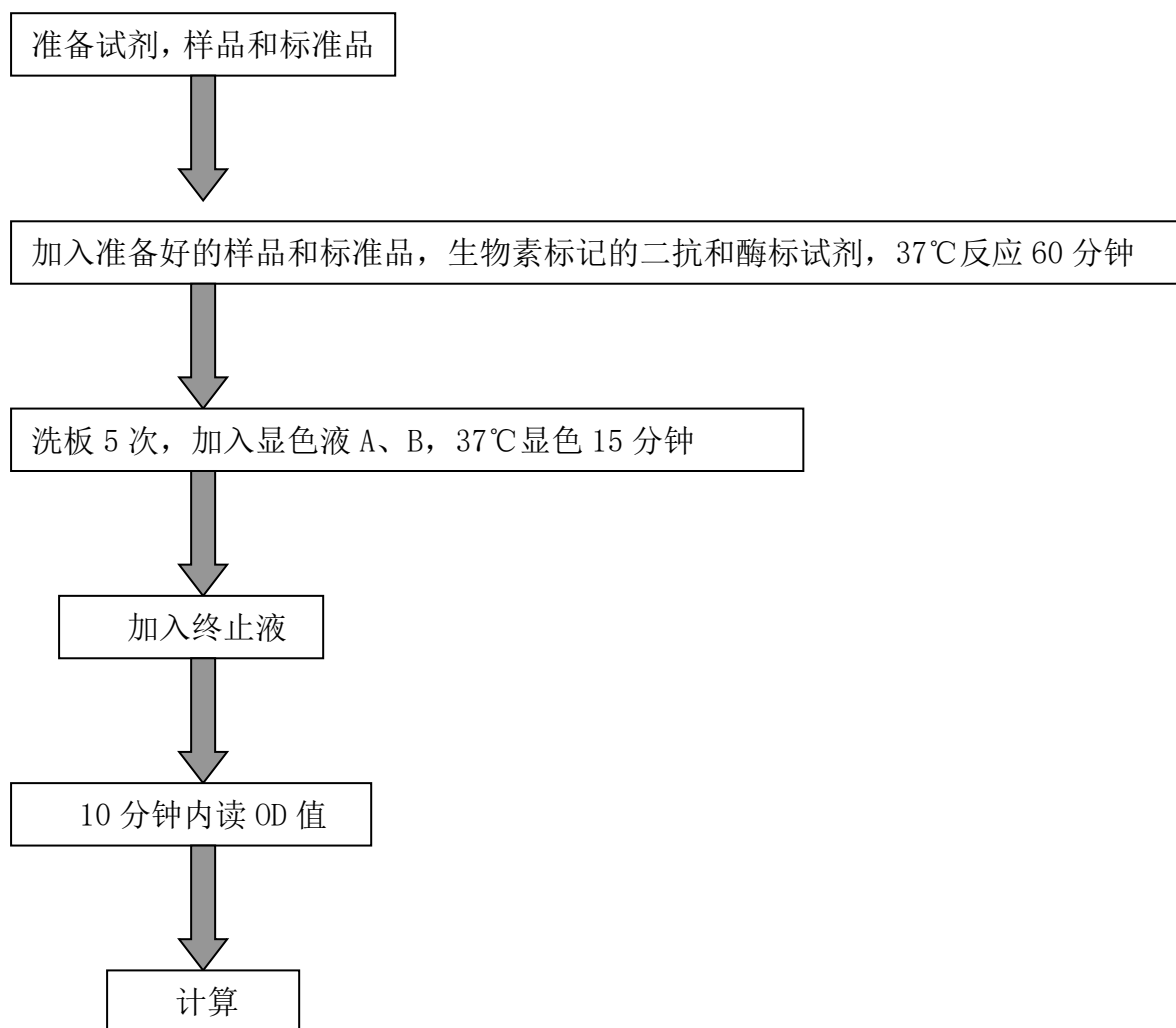 准备试剂，样品和标准品
加入准备好的样品和标准品，生物素标记的二抗和酶标试剂，37℃反应 60 分钟
洗板 5 次，加入显色液 A、B，37℃显色 15 分钟
加入终止液
10 分钟内读 OD 值
计算